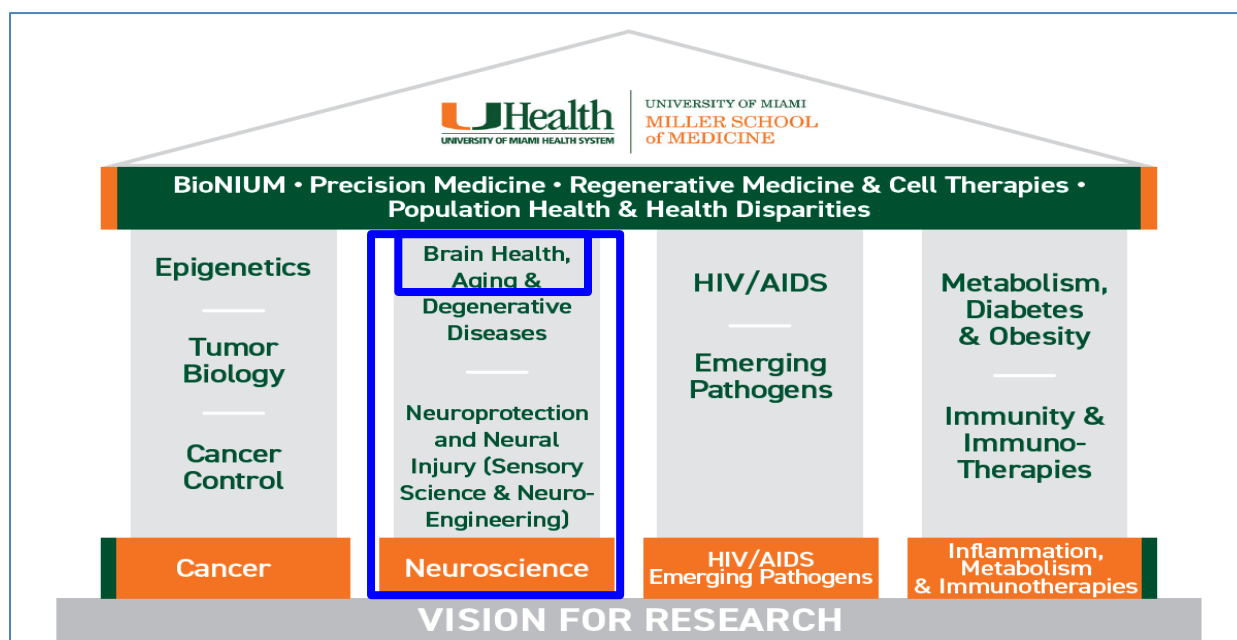 UHealth
UNIVERSITY OF MIAMI HEALTH SYSTEM
UNIVERSITY OF MIAMI
MILLER SCHOOL
of MEDICINE
BioNIUM • Precision Medicine • Regenerative Medicine & Cell Therapies •
Population Health & Health Disparities
Epigenetics
Tumor
Biology
Cancer
Control
Cancer
Brain Health,
Aging &
Degenerative
Diseases
Neuroprotection
and Neural
Injury (Sensory
Science & Neuro-
Engineering)
Neuroscience
HIV/AIDS
Emerging
Pathogens
HIV/AIDS
Emerging Pathogens
Metabolism,
Diabetes
& Obesity
Immunity &
Immuno-
Therapies
Inflammation,
Metabolism
& Immunotherapies
VISION FOR RESEARCH